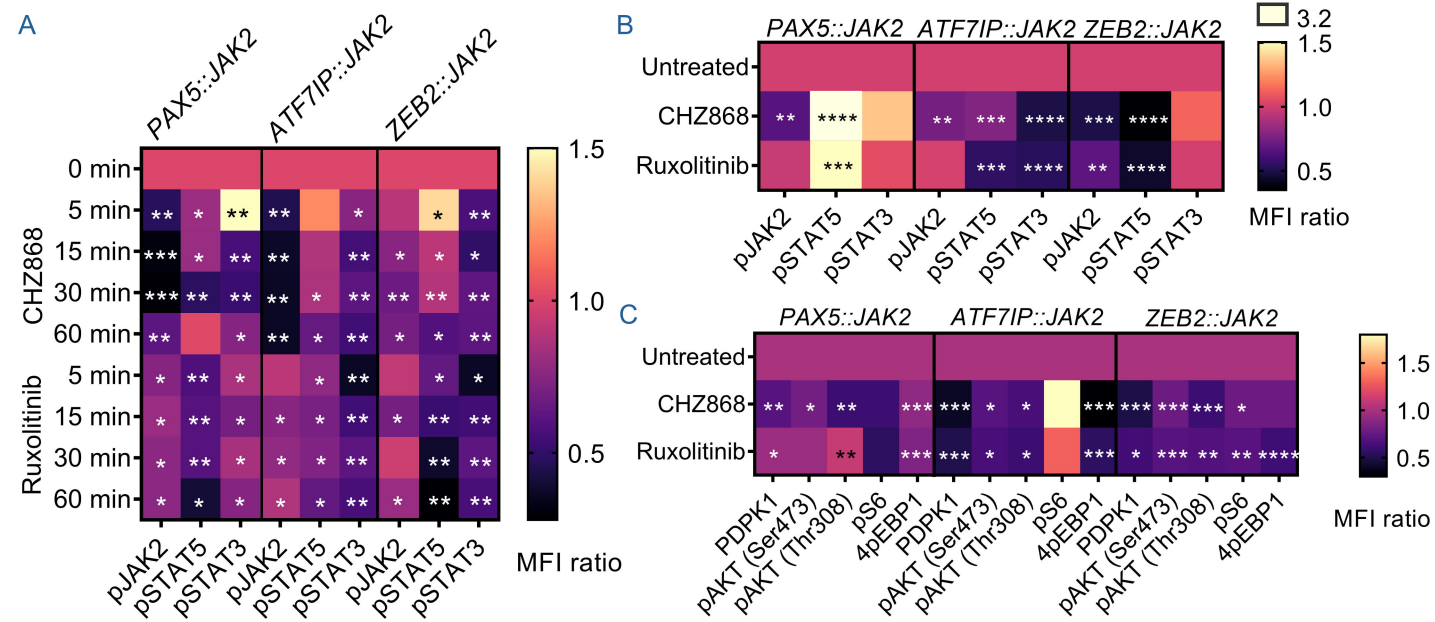 A
PAX5::JAK2
ATF7IP::JAK2
ZEB2::JAK2
0 min
CHZ868
5 min ** * ** ** * * **
15 min *** * ** ** ** * * *
30 min *** ** ** ** * ** ** ** **
60 min ** * ** * ** * * **
Ruxolitinib
5 min * ** * * ** * *
15 min * ** * * * ** * ** **
30 min * ** * * * ** ** **
60 min * * * * * ** * ** **
pJAK2 pSTAT5 pSTAT3 pJAK2 pSTAT5 pSTAT3 pJAK2 pSTAT5 pSTAT3
1.5
1.0
0.5
MFI ratio
B
PAX5::JAK2 ATF7IP::JAK2 ZEB2::JAK2
Untreated
CHZ868 ** **** ** *** **** *** ****
Ruxolitinib *** *** **** ** ****
pJAK2 pSTAT5 pSTAT3 pJAK2 pSTAT5 pSTAT3 pJAK2 pSTAT5 pSTAT3
3.2
1.5
1.0
0.5
MFI ratio
C
PAX5::JAK2 ATF7IP::JAK2 ZEB2::JAK2
Untreated
CHZ868 ** * ** *** *** * * *** *** *** *** *
Ruxolitinib * ** *** *** * * *** * *** ** ** ****
PDPK1 pAKT (Ser473) pAKT (Thr308) pS6 4pEBP1 PDPK1 pAKT (Ser473) pAKT (Thr308) pS6 4pEBP1 PDPK1 pAKT (Ser473) pAKT (Thr308) pS6 4pEBP1
1.5
1.0
0.5
MFI ratio